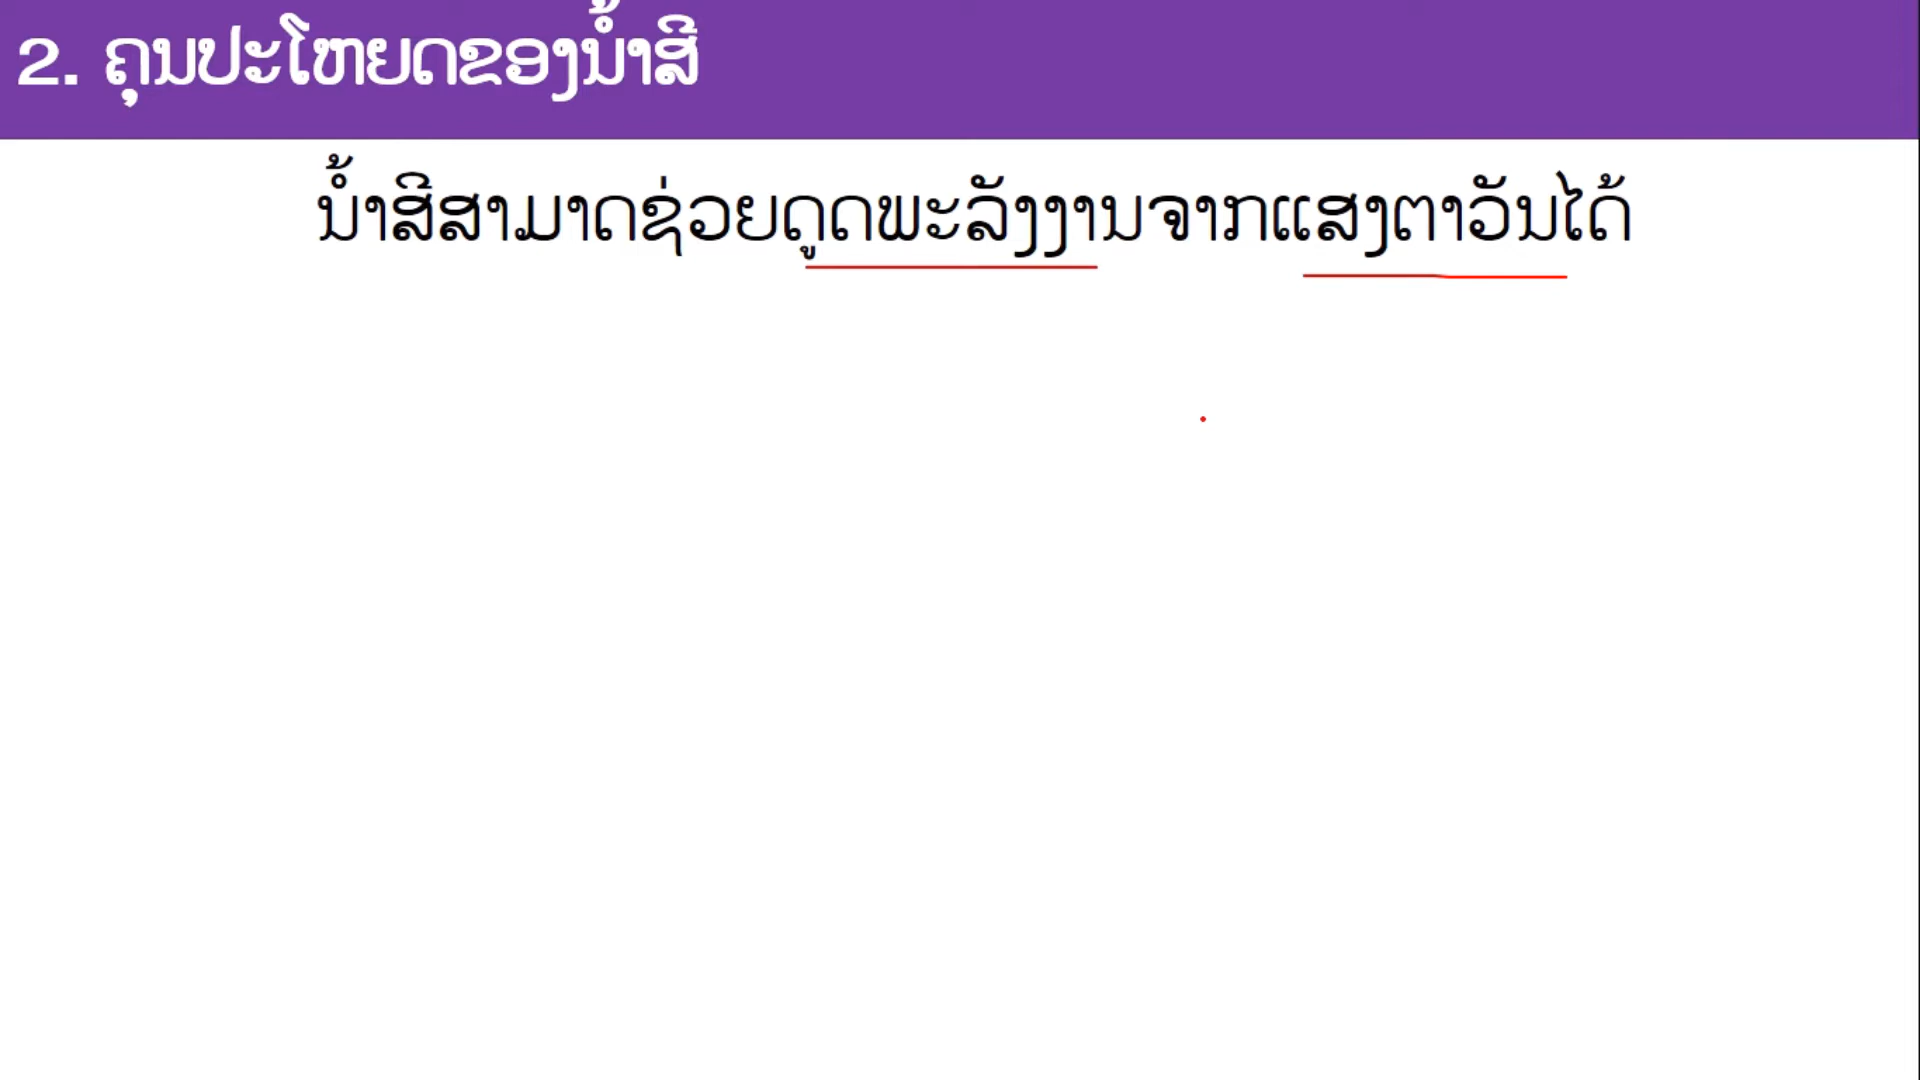 2. ຄຸນປະໂຫຍດຂອງນ້ຳສີ
ນ້ຳສີສາມາດຊ່ວຍດູດພະລັງງານຈາກແສງຕາວັນໄດ້